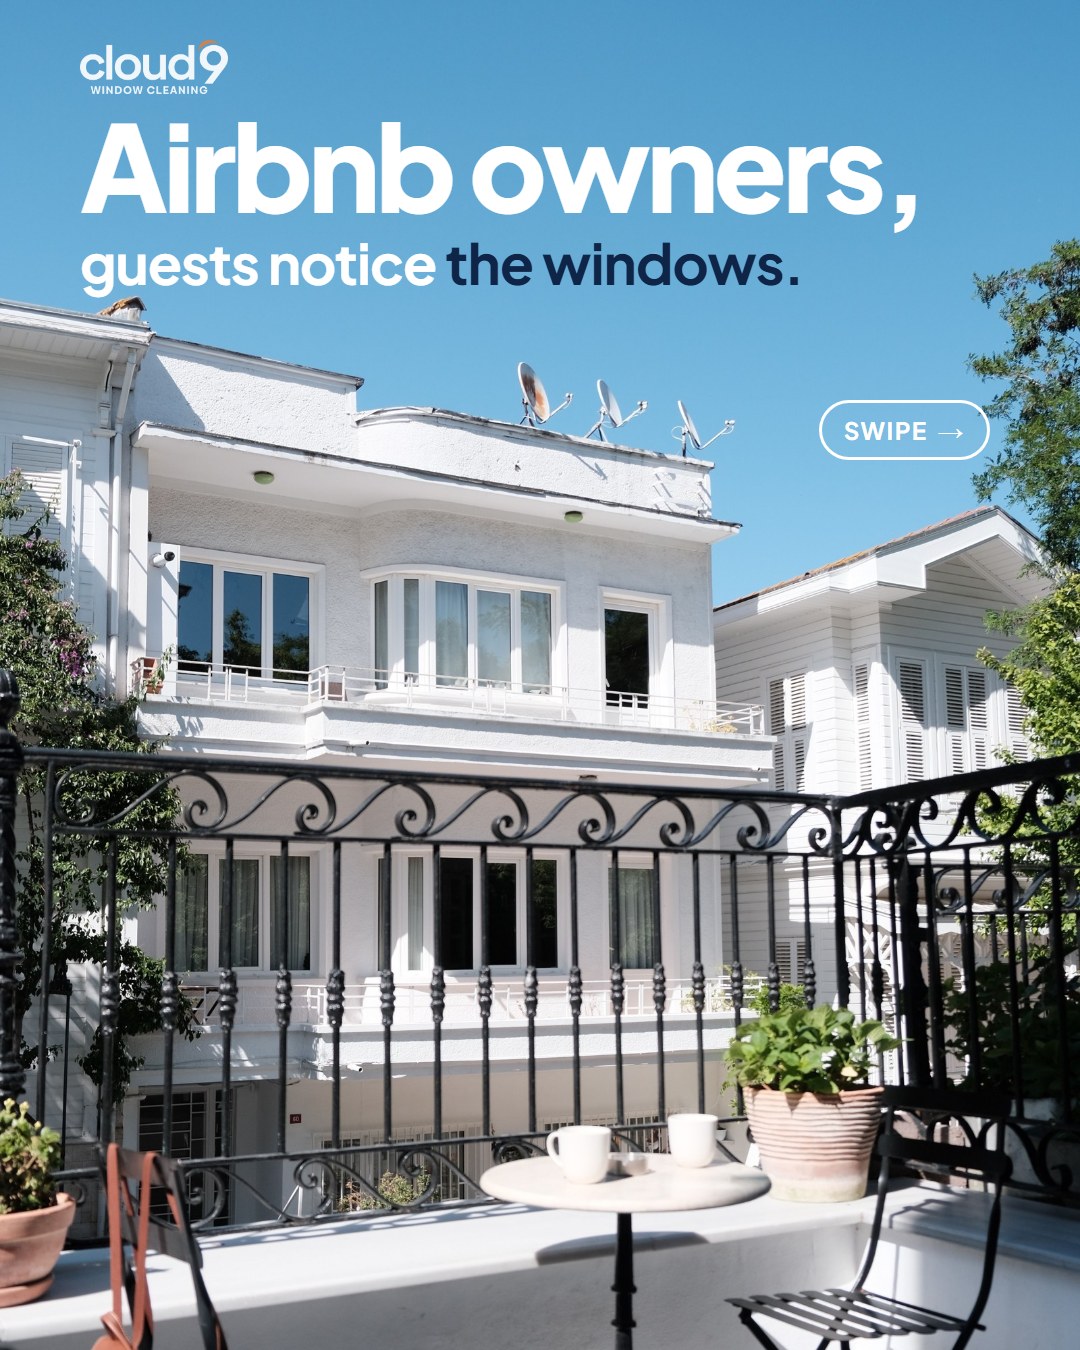 cloud9
WINDOW CLEANING
Airbnb owners,
guests notice the windows.
SWIPE →